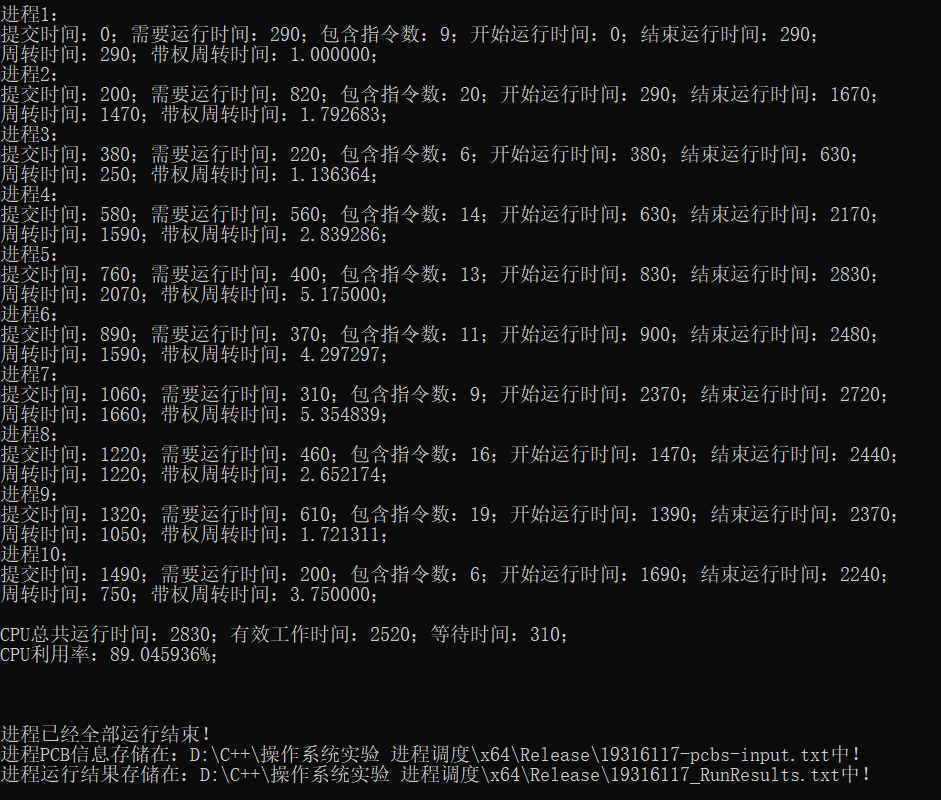 进程1：
提交时间：0；需要运行时间：290；包含指令数：9；开始运行时间：0；结束运行时间：290；
周转时间：290；带权周转时间：1.000000；
进程2：
提交时间：200；需要运行时间：820；包含指令数：20；开始运行时间：290；结束运行时间：1670；
周转时间：1470；带权周转时间：1.792683；
进程3：
提交时间：380；需要运行时间：220；包含指令数：6；开始运行时间：380；结束运行时间：630；
周转时间：250；带权周转时间：1.136364；
进程4：
提交时间：580；需要运行时间：560；包含指令数：14；开始运行时间：630；结束运行时间：2170；
周转时间：1590；带权周转时间：2.839286；
进程5：
提交时间：760；需要运行时间：400；包含指令数：13；开始运行时间：830；结束运行时间：2830；
周转时间：2070；带权周转时间：5.175000；
进程6：
提交时间：890；需要运行时间：370；包含指令数：11；开始运行时间：900；结束运行时间：2480；
周转时间：1590；带权周转时间：4.297297；
进程7：
提交时间：1060；需要运行时间：310；包含指令数：9；开始运行时间：2370；结束运行时间：2720；
周转时间：1660；带权周转时间：5.354839；
进程8：
提交时间：1220；需要运行时间：460；包含指令数：16；开始运行时间：1470；结束运行时间：2440；
周转时间：1220；带权周转时间：2.652174；
进程9：
提交时间：1320；需要运行时间：610；包含指令数：19；开始运行时间：1390；结束运行时间：2370；
周转时间：1050；带权周转时间：1.721311；
进程10：
提交时间：1490；需要运行时间：200；包含指令数：6；开始运行时间：1690；结束运行时间：2240；
周转时间：750；带权周转时间：3.750000；
CPU总共运行时间：2830；有效工作时间：2520；等待时间：310；
CPU利用率：89.045936%；
进程已经全部运行结束！
进程PCB信息存储在：D:\C++\操作系统实验 进程调度\x64\Release\19316117-pcbs-input.txt中！
进程运行结果存储在：D:\C++\操作系统实验 进程调度\x64\Release\19316117_RunResults.txt中！